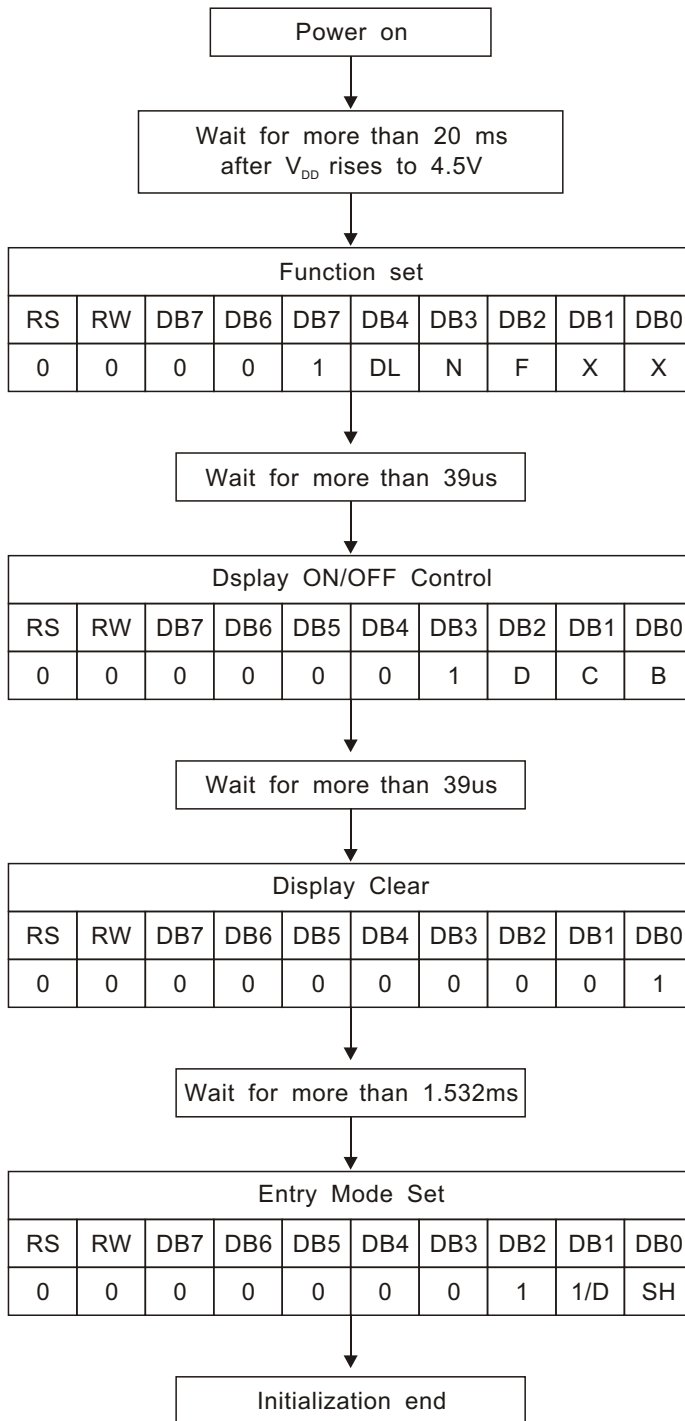 Power on
Wait for more than 20 ms
after VDD rises to 4.5V
Function set
RS RW DB7 DB6 DB7 DB4 DB3 DB2 DB1 DB0
0 0 0 0 1 DL N F X X
Wait for more than 39us
Dsplay ON/OFF Control
RS RW DB7 DB6 DB5 DB4 DB3 DB2 DB1 DB0
0 0 0 0 0 0 1 D C B
Wait for more than 39us
Display Clear
RS RW DB7 DB6 DB5 DB4 DB3 DB2 DB1 DB0
0 0 0 0 0 0 0 0 0 1
Wait for more than 1.532ms
Entry Mode Set
RS RW DB7 DB6 DB5 DB4 DB3 DB2 DB1 DB0
0 0 0 0 0 0 0 1 1/D SH
Initialization end